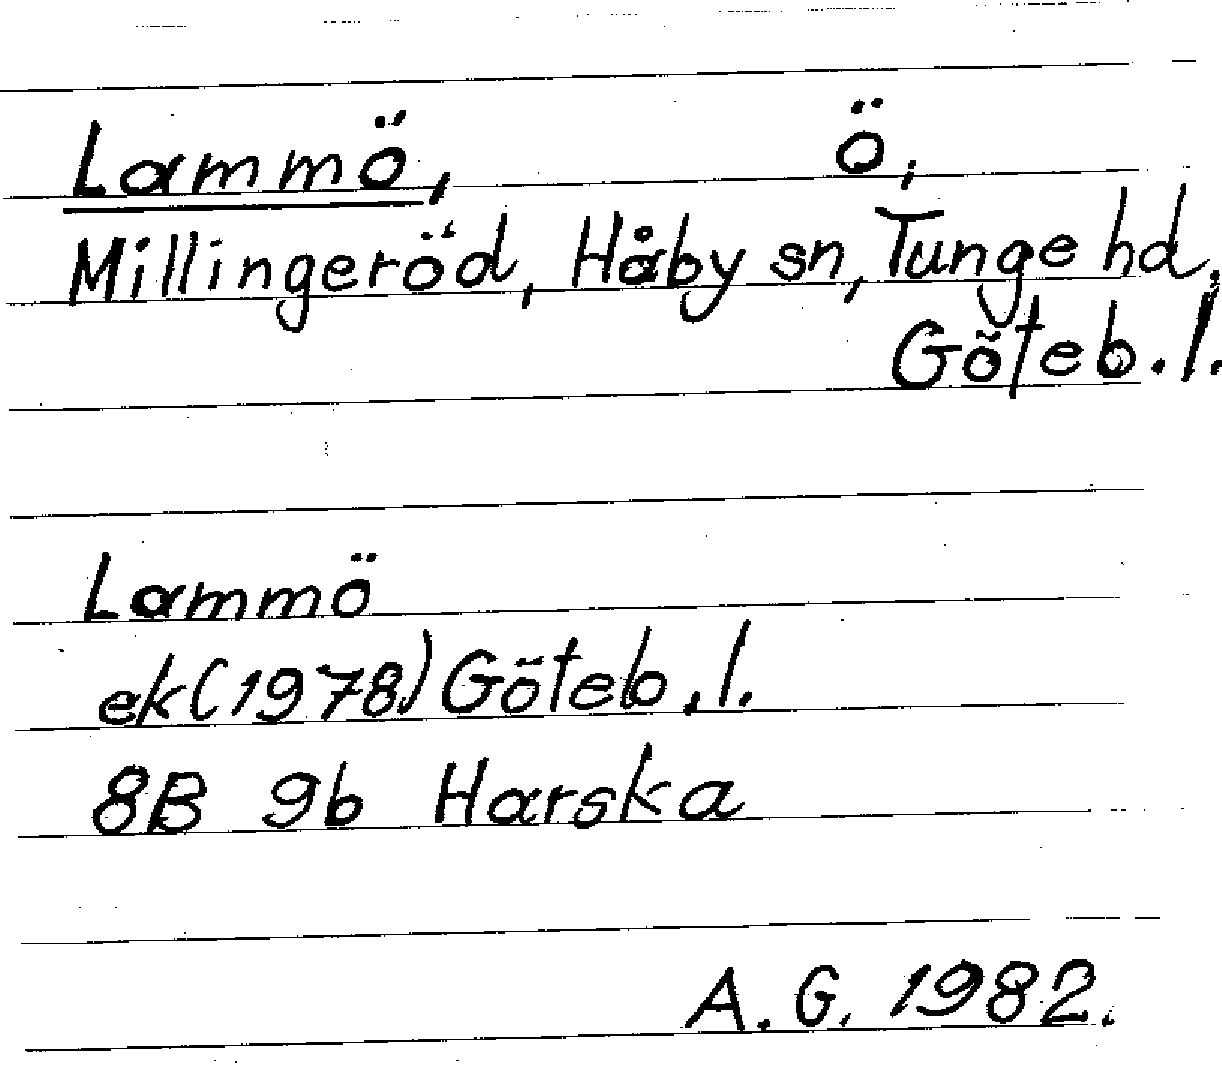 Lammö, ö,
Millingeröd, Håby sn, Tunge hd,
Göteb.l.
Lammö
ek(1978) Göteb.l.
8B 9b Harska
A.G. 1982.